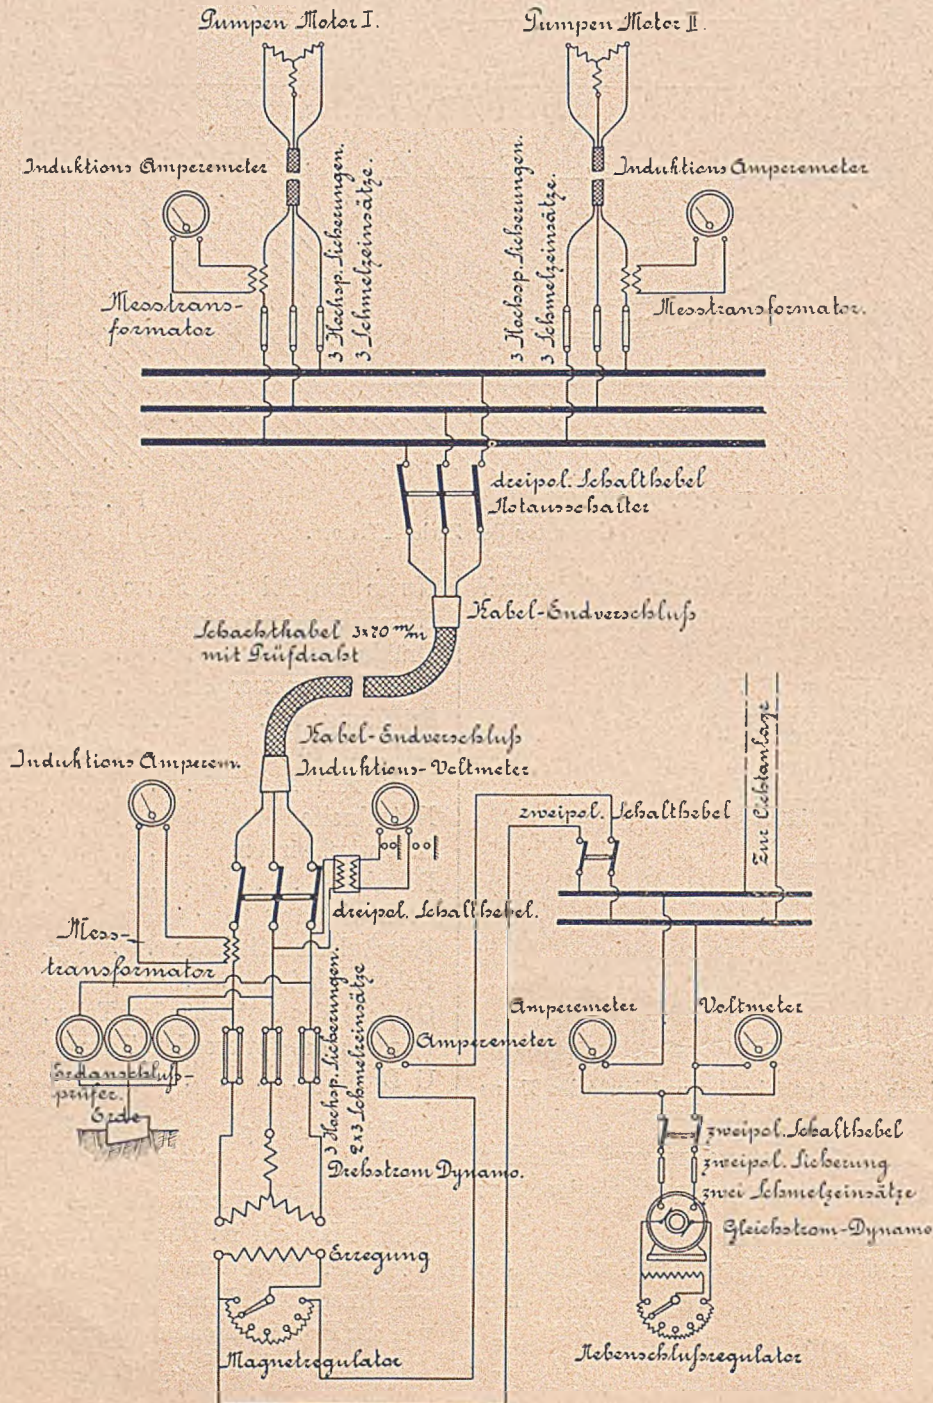 Pumpen Motor I.
Pumpen Motor II.
Induktions Amperemeter
3 Hochsp. Sicherungen.
3 Schmelzeinsätze.
3 Hochsp. Sicherungen.
3 Schmelzeinsätze.
Induktions Amperemeter
Messtrans-
formator
Messtransformator.
dreipol. Schalthebel
Notausschalter
Kabel-Endverschluß
Schachtkabel 3x70 m/m
mit Prüfdraht
Kabel-Endverschluß
Induktions Amperem.
Induktions-Voltmeter
zweipol. Schalthebel
Zur Lichtanlage
dreipol. Schalthebel.
Mess-
transformator
3 Hochsp. Sicherungen.
2x3 Schmelzeinsätze
Amperemeter
Amperemeter
Voltmeter
Erdanschluß-
prüfer.
Erde
zweipol. Schalthebel
zweipol. Sicherung
zwei Schmelzeinsätze
Drehstrom Dynamo.
Gleichstrom-Dynamo
Erregung
Magnetregulator
Nebenschlußregulator